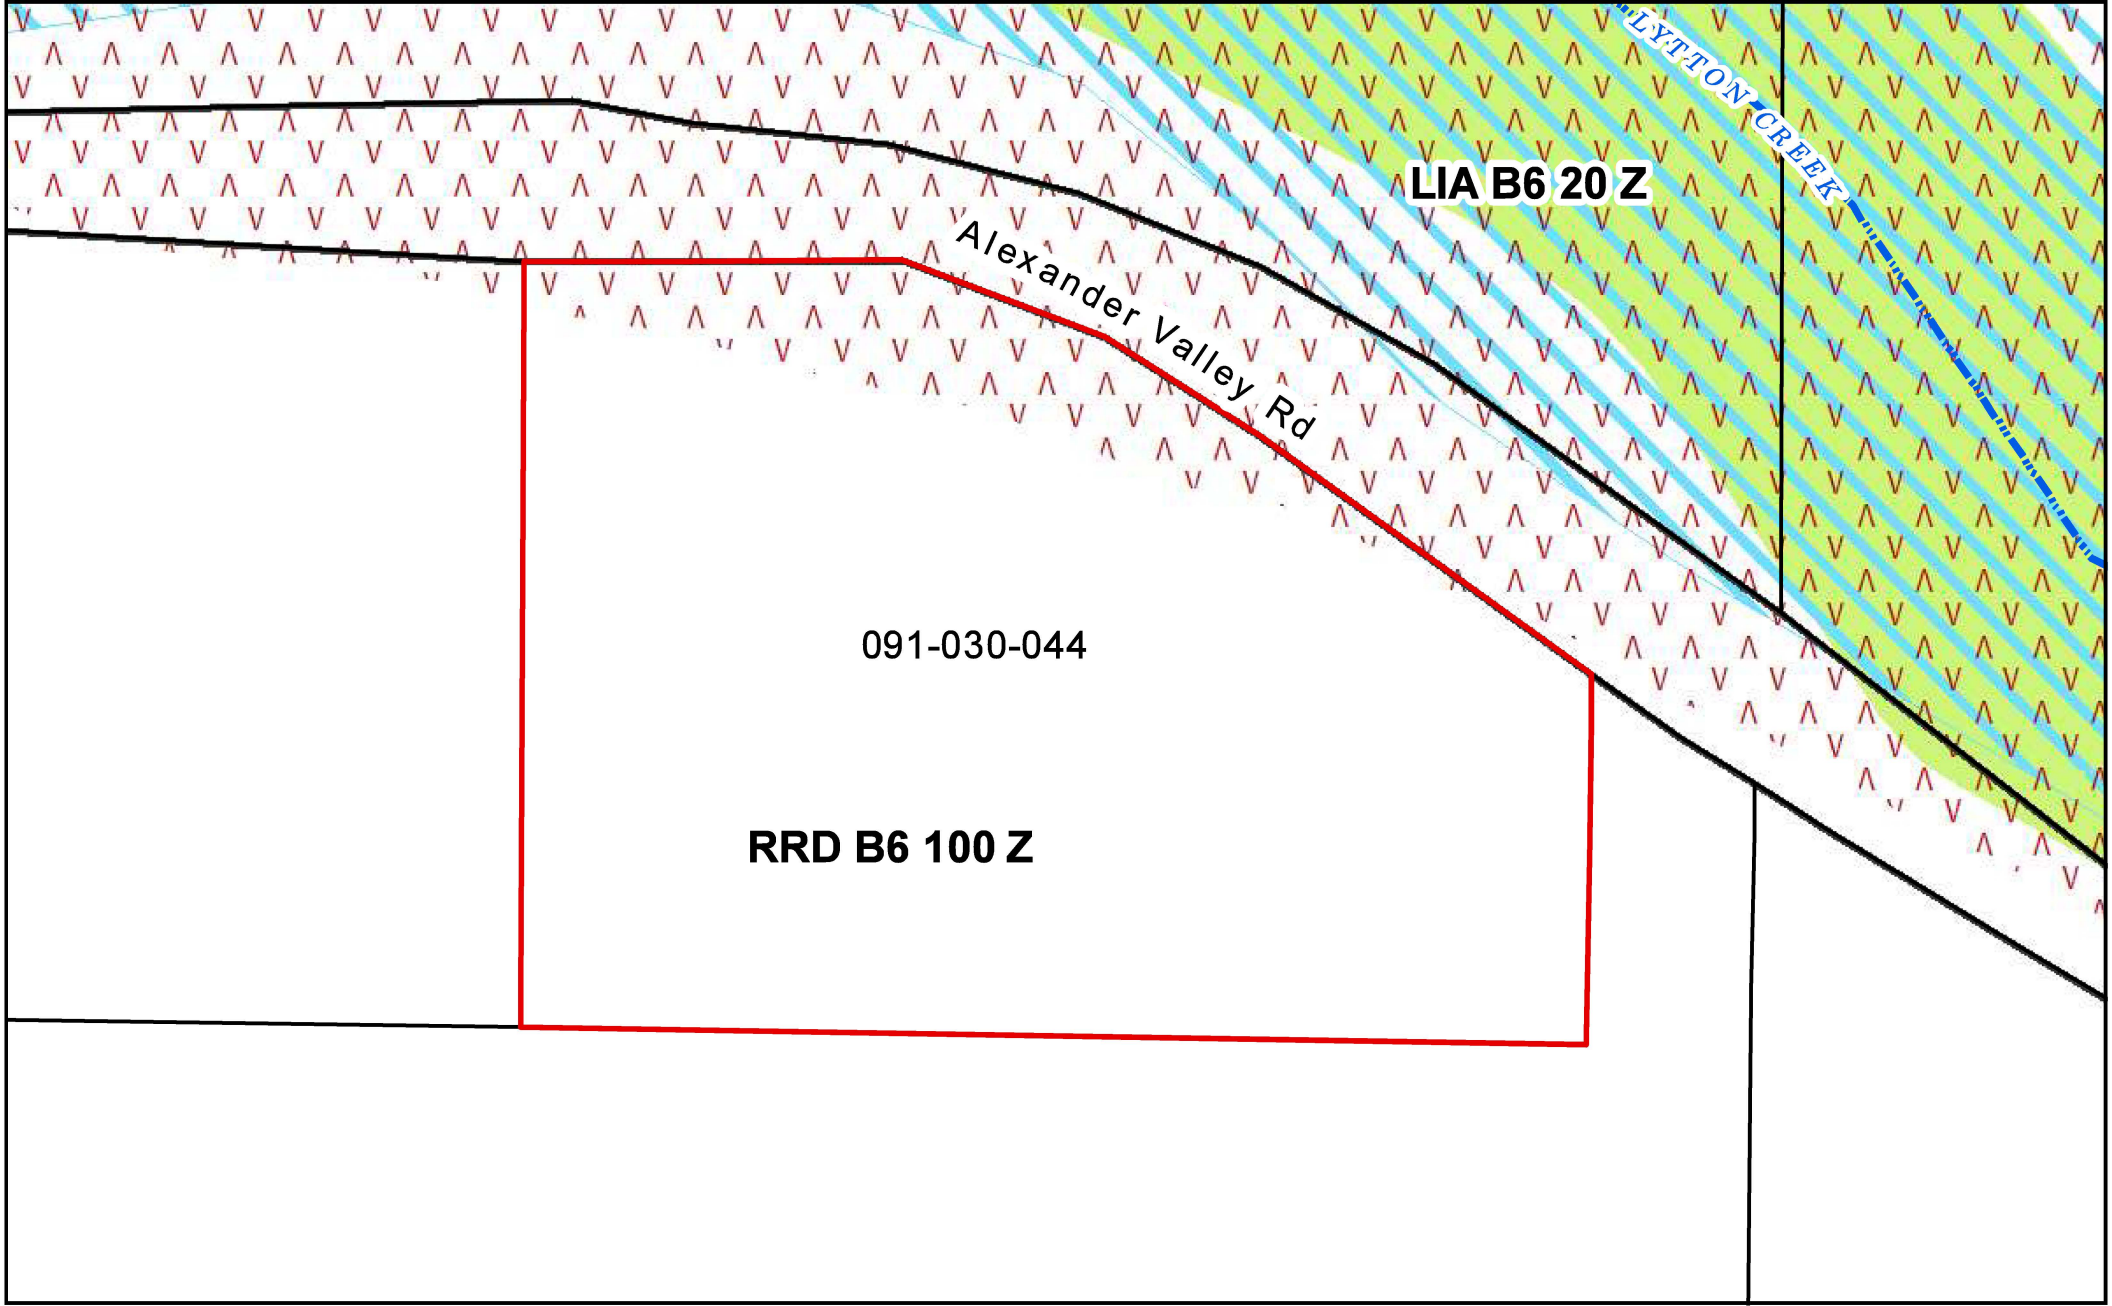 LYTTON CREEK
LIA B6 20 Z
Alexander Valley Rd
091-030-044
RRD B6 100 Z